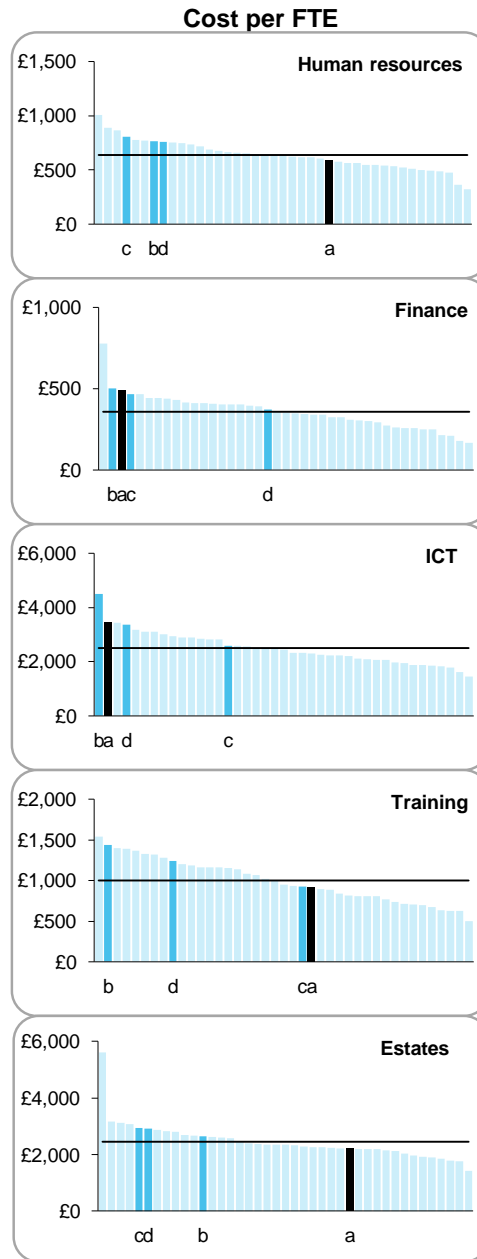 Cost per FTE
Human resources
£1,500
£1,000
£500
£0
c bd a
Finance
£1,000
£500
£0
bac d
ICT
£6,000
£4,000
£2,000
£0
ba d c
Training
£2,000
£1,500
£1,000
£500
£0
b d ca
Estates
£6,000
£4,000
£2,000
£0
cd b a